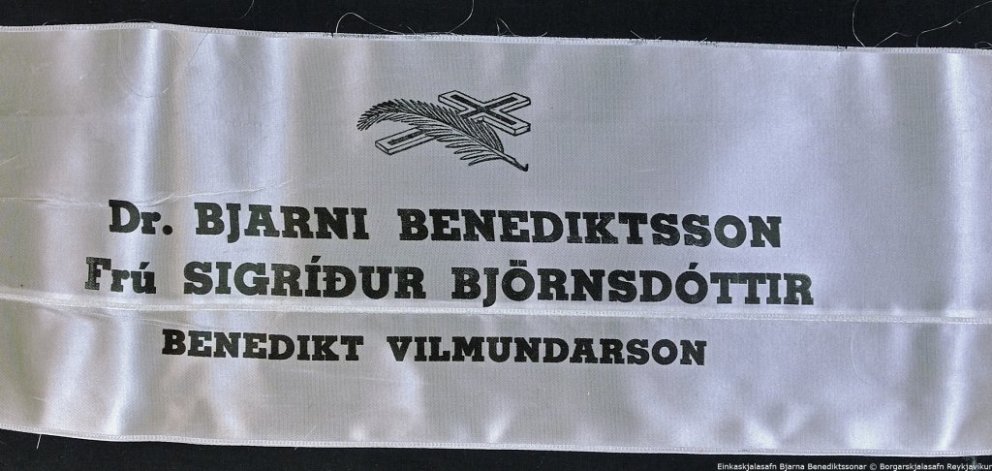 Dr. BJARNI BENEDIKTSSON
Frú SIGRÍÐUR BJÖRNSDÓTTIR
BENEDIKT VILMUNDARSON
Einkaskjalasafn Bjarna Benediktssonar © Borgarskjalasafn Reykjavíkur